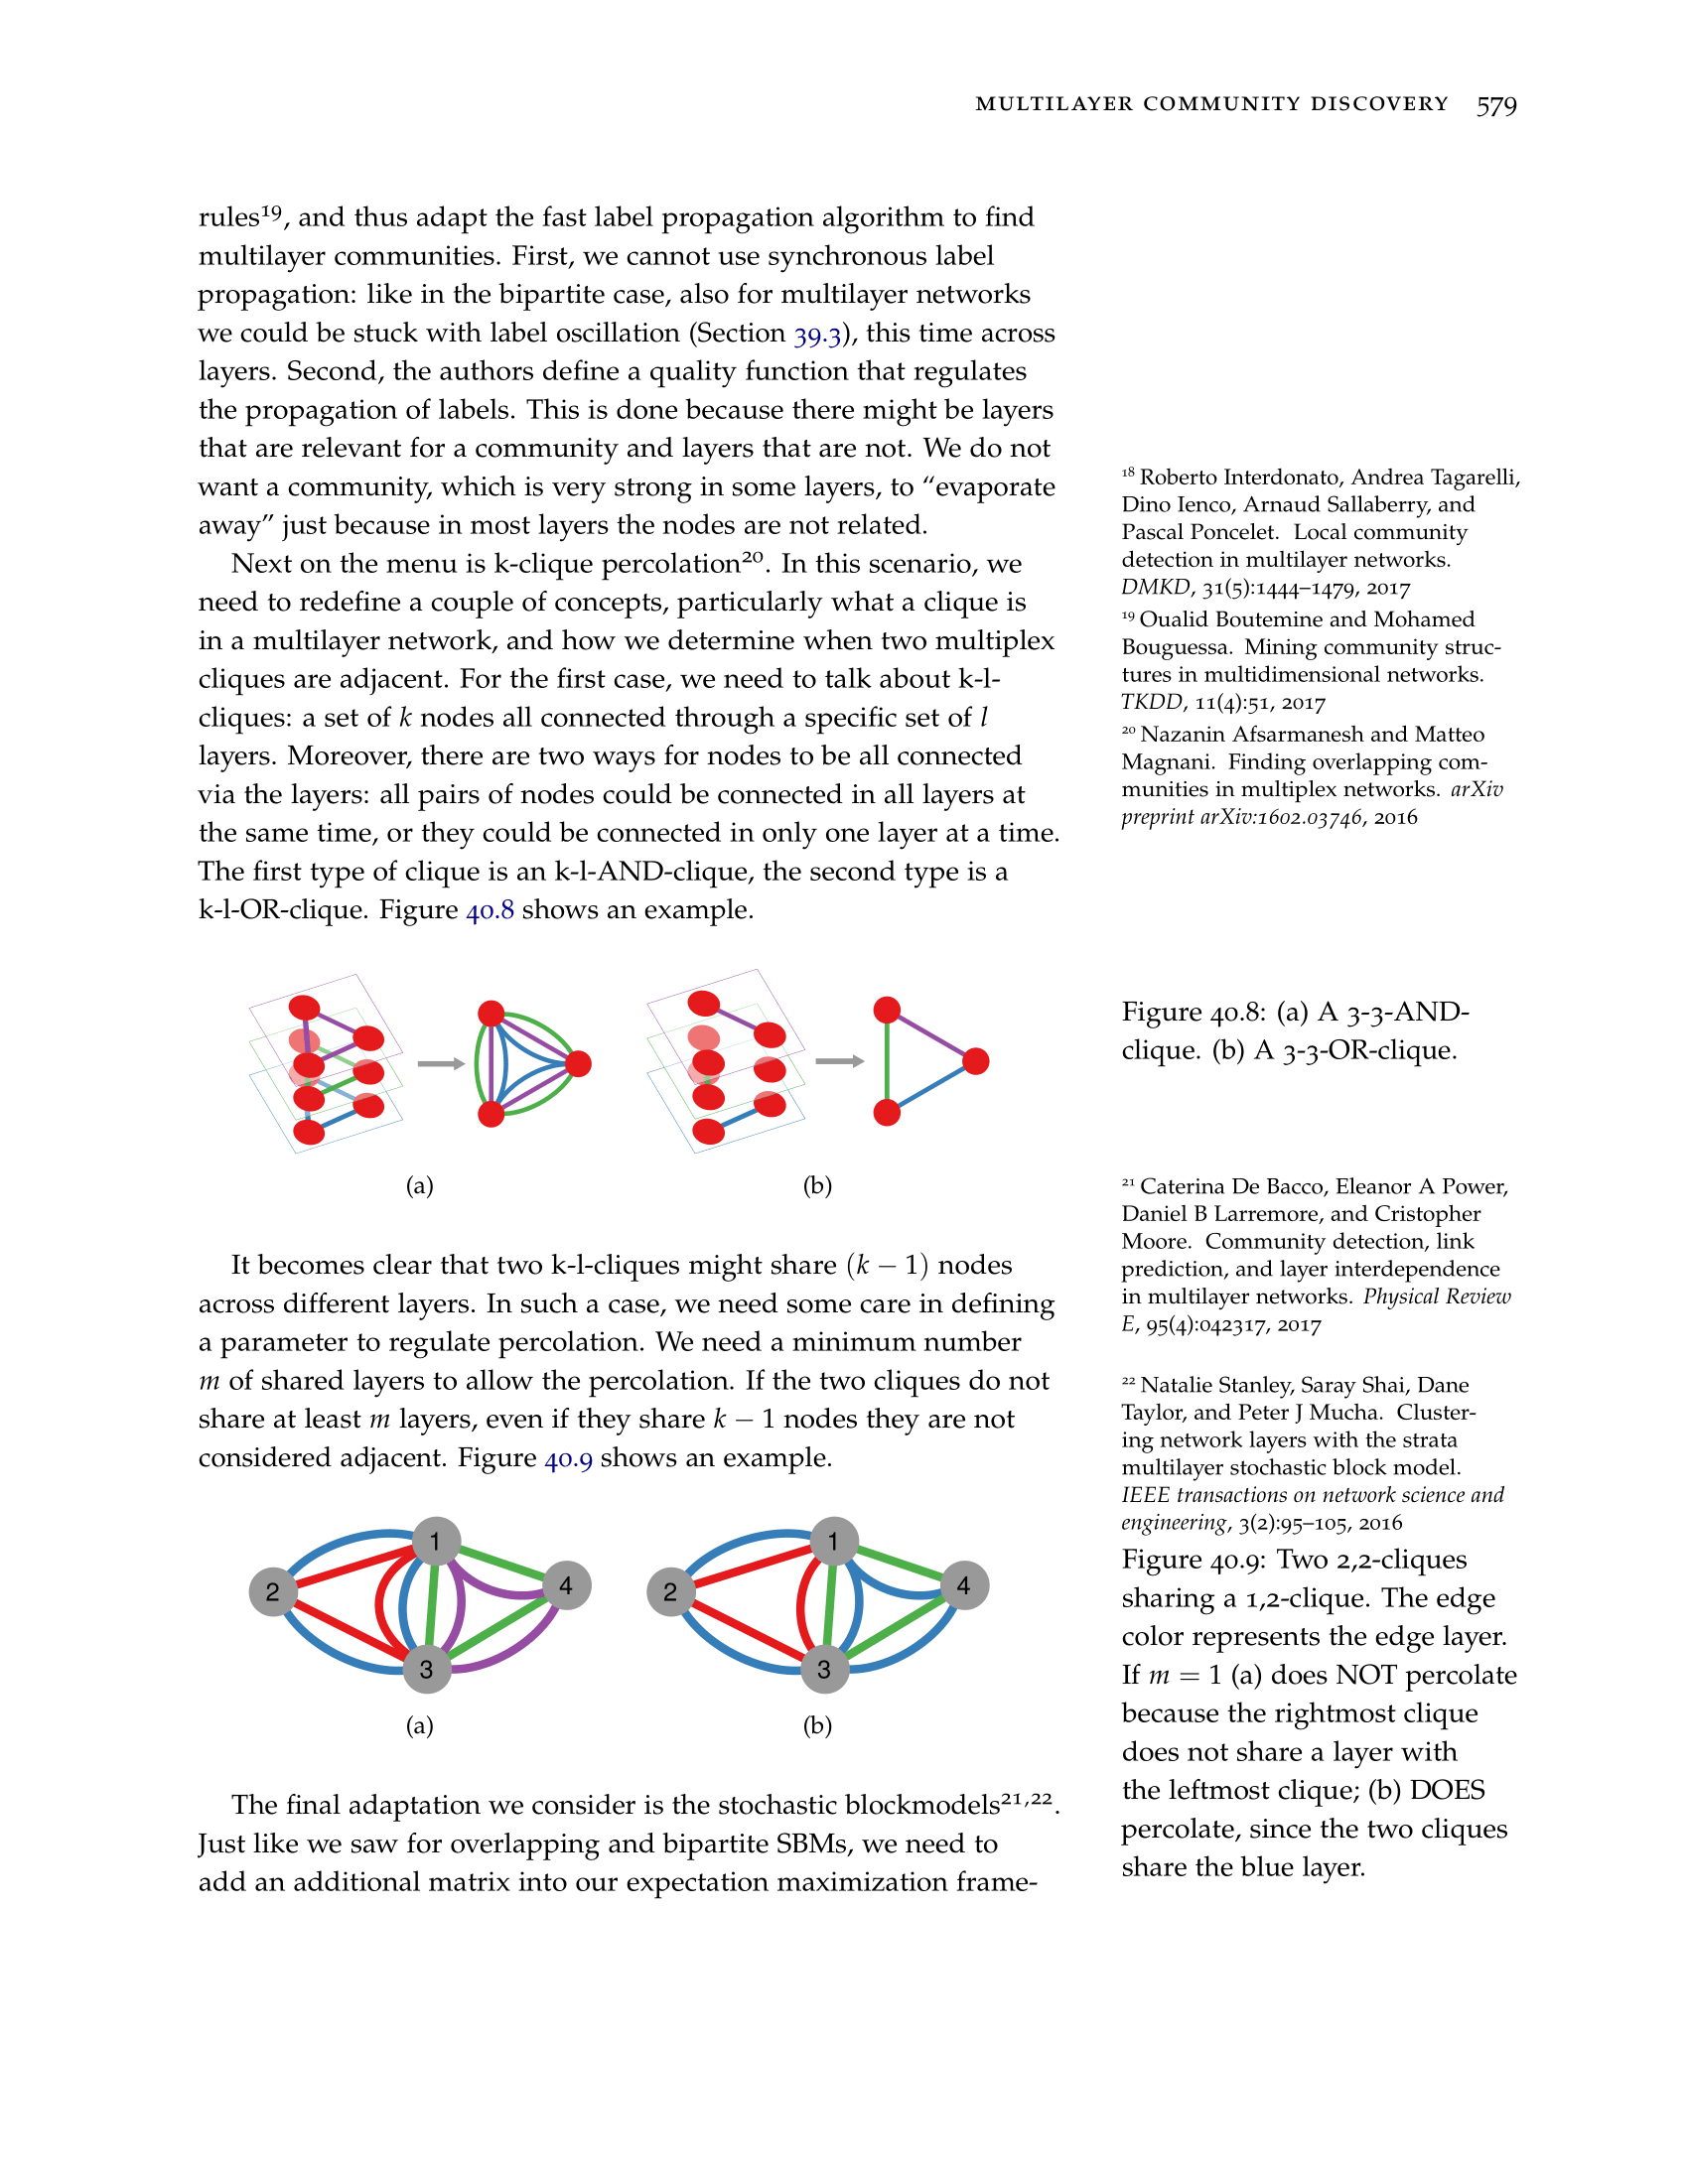 MULTILAYER COMMUNITY DISCOVERY 579
rules¹⁹, and thus adapt the fast label propagation algorithm to find
multilayer communities. First, we cannot use synchronous label
propagation: like in the bipartite case, also for multilayer networks
we could be stuck with label oscillation (Section 39.3), this time across
layers. Second, the authors define a quality function that regulates
the propagation of labels. This is done because there might be layers
that are relevant for a community and layers that are not. We do not
want a community, which is very strong in some layers, to “evaporate
away” just because in most layers the nodes are not related.
Next on the menu is k-clique percolation²⁰. In this scenario, we
need to redefine a couple of concepts, particularly what a clique is
in a multilayer network, and how we determine when two multiplex
cliques are adjacent. For the first case, we need to talk about k-l-
cliques: a set of k nodes all connected through a specific set of l
layers. Moreover, there are two ways for nodes to be all connected
via the layers: all pairs of nodes could be connected in all layers at
the same time, or they could be connected in only one layer at a time.
The first type of clique is an k-l-AND-clique, the second type is a
k-l-OR-clique. Figure 40.8 shows an example.
¹⁸ Roberto Interdonato, Andrea Tagarelli,
Dino Ienco, Arnaud Sallaberry, and
Pascal Poncelet. Local community
detection in multilayer networks.
DMKD, 31(5):1444–1479, 2017
¹⁹ Oualid Boutemine and Mohamed
Bouguessa. Mining community struc-
tures in multidimensional networks.
TKDD, 11(4):51, 2017
²⁰ Nazanin Afsarmanesh and Matteo
Magnani. Finding overlapping com-
munities in multiplex networks. arXiv
preprint arXiv:1602.03746, 2016
(a)
(b)
Figure 40.8: (a) A 3-3-AND-
clique. (b) A 3-3-OR-clique.
It becomes clear that two k-l-cliques might share (k − 1) nodes
across different layers. In such a case, we need some care in defining
a parameter to regulate percolation. We need a minimum number
m of shared layers to allow the percolation. If the two cliques do not
share at least m layers, even if they share k − 1 nodes they are not
considered adjacent. Figure 40.9 shows an example.
²¹ Caterina De Bacco, Eleanor A Power,
Daniel B Larremore, and Cristopher
Moore. Community detection, link
prediction, and layer interdependence
in multilayer networks. Physical Review
E, 95(4):042317, 2017
²² Natalie Stanley, Saray Shai, Dane
Taylor, and Peter J Mucha. Cluster-
ing network layers with the strata
multilayer stochastic block model.
IEEE transactions on network science and
engineering, 3(2):95–105, 2016
1
2
4
3
(a)
1
2
4
3
(b)
Figure 40.9: Two 2,2-cliques
sharing a 1,2-clique. The edge
color represents the edge layer.
If m = 1 (a) does NOT percolate
because the rightmost clique
does not share a layer with
the leftmost clique; (b) DOES
percolate, since the two cliques
share the blue layer.
The final adaptation we consider is the stochastic blockmodels²¹,²².
Just like we saw for overlapping and bipartite SBMs, we need to
add an additional matrix into our expectation maximization frame-